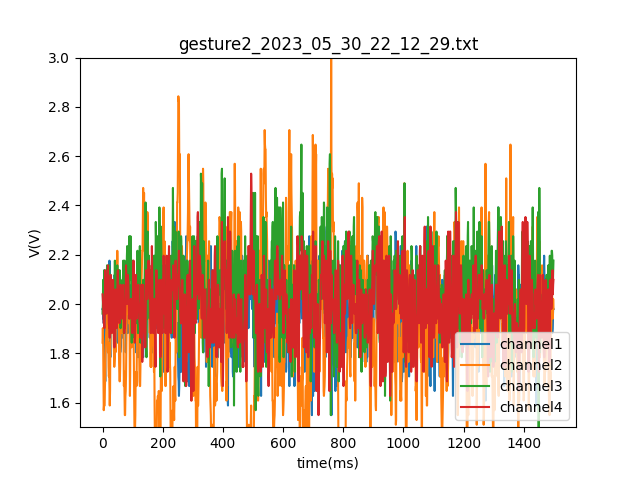 gesture2_2023_05_30_22_12_29.txt
3.0
2.8
2.6
2.4
2.2
2.0
1.8
1.6
V(V)
channel1
channel2
channel3
channel4
0 200 400 600 800 1000 1200 1400
time(ms)